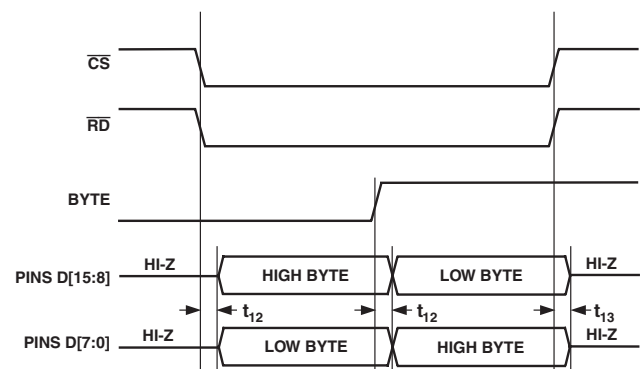 CS
RD
BYTE
PINS D[15:8] HI-Z HIGH BYTE LOW BYTE HI-Z
t12 t12 t13
PINS D[7:0] HI-Z LOW BYTE HIGH BYTE HI-Z